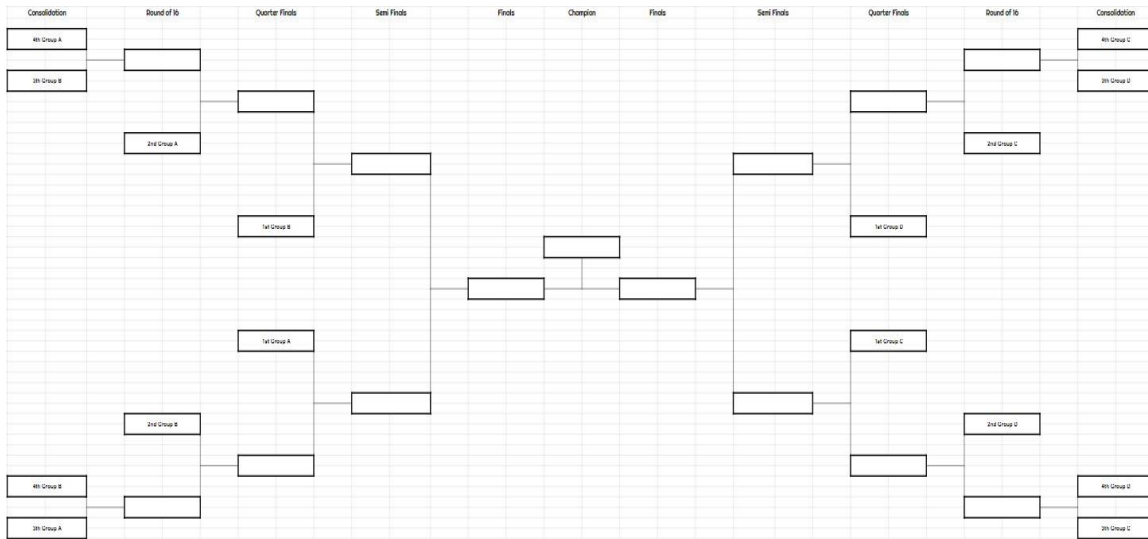 Consolidation Round of 16 Quarter Finals Semi Finals Finals Champion Finals Semi Finals Quarter Finals Round of 16 Consolidation
4th Group A
4th Group C
3th Group B
3th Group D
2nd Group A
2nd Group C
1st Group B
1st Group D
1st Group A
1st Group C
2nd Group B
2nd Group D
4th Group B
4th Group D
3th Group A
3th Group C